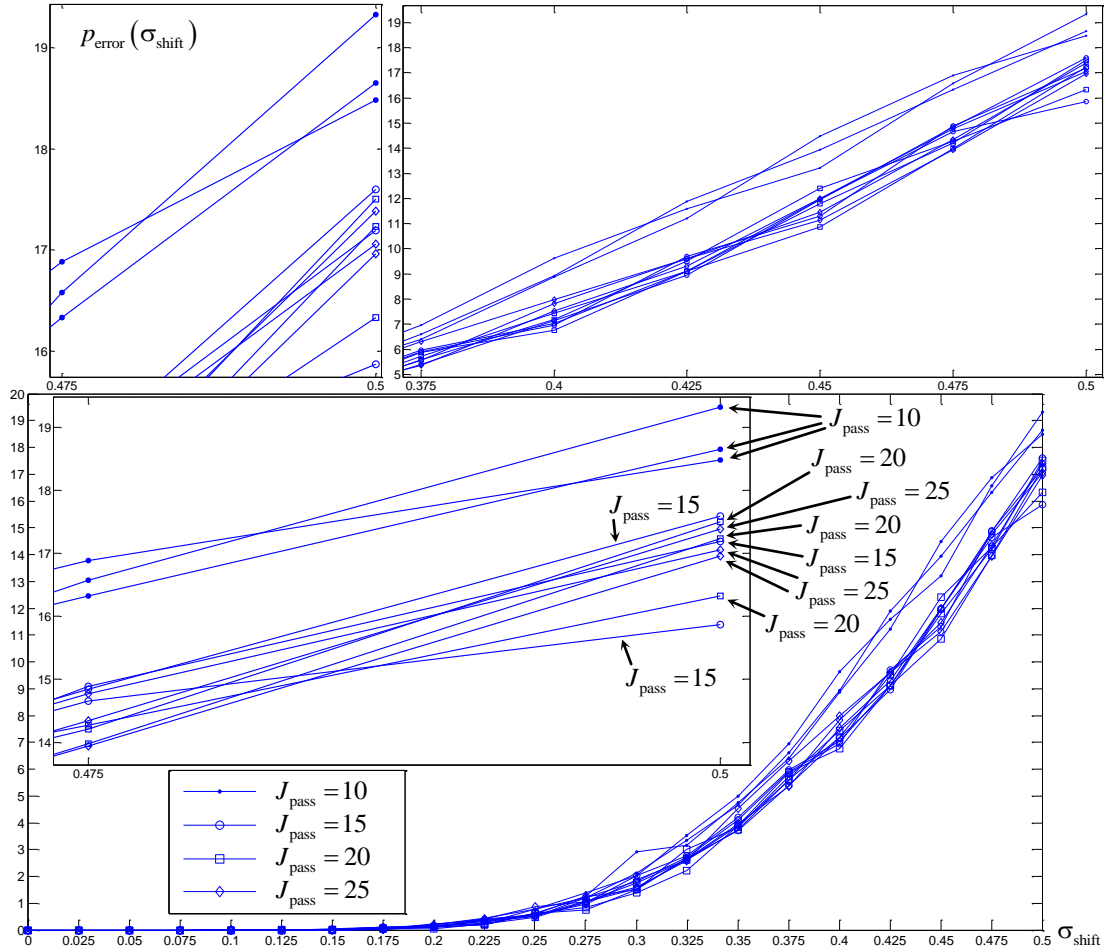 p_error(σ_shift)
19
18
17
16
0.475 0.5
19
18
17
16
15
14
13
12
11
10
9
8
7
6
5
0.375 0.4 0.425 0.45 0.475 0.5
20
19
18
17
16
15
14
13
12
11
10
9
8
7
6
5
4
3
2
1
0
19
18
17
16
15
14
0.475 0.5
J_pass = 10
J_pass = 20
J_pass = 15
J_pass = 25
J_pass = 20
J_pass = 15
J_pass = 25
J_pass = 20
J_pass = 15
J_pass = 10
J_pass = 15
J_pass = 20
J_pass = 25
0 0.025 0.05 0.075 0.1 0.125 0.15 0.175 0.2 0.225 0.25 0.275 0.3 0.325 0.35 0.375 0.4 0.425 0.45 0.475 0.5
σ_shift